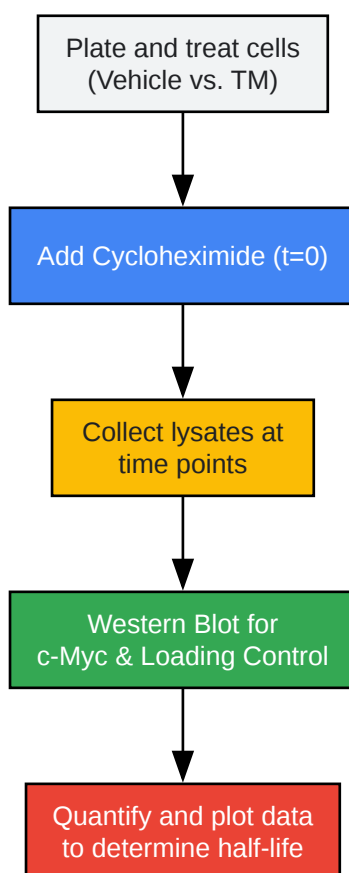 Plate and treat cells
(Vehicle vs. TM)
Add Cycloheximide (t=0)
Collect lysates at
time points
Western Blot for
c-Myc & Loading Control
Quantify and plot data
to determine half-life